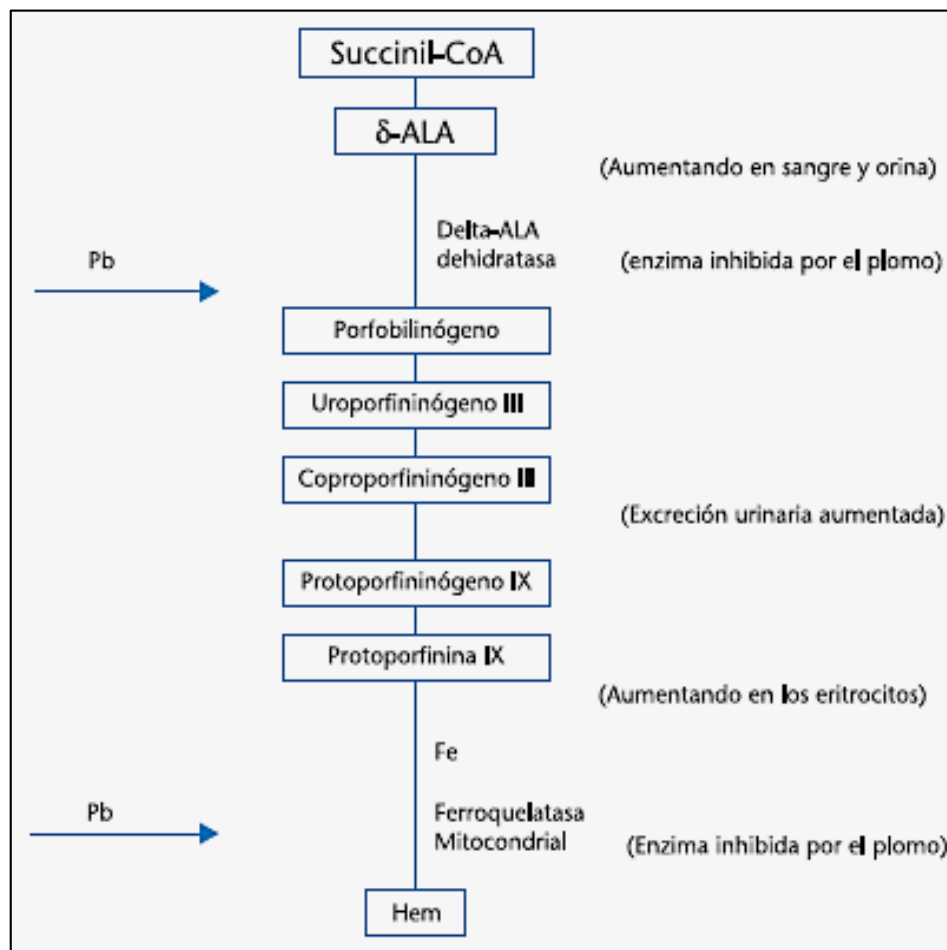 Succinil-CoA
δ-ALA
(Aumentando en sangre y orina)
Delta-ALA
dehidratasa
(enzima inhibida por el plomo)
Pb
Porfobilinógeno
Uroporfininógeno III
Coproporfininógeno III
(Excreción urinaria aumentada)
Protoporfininógeno IX
Protoporfinina IX
(Aumentando en los eritrocitos)
Fe
Pb
Ferroquelatasa
Mitocondrial
(Enzima inhibida por el plomo)
Hem